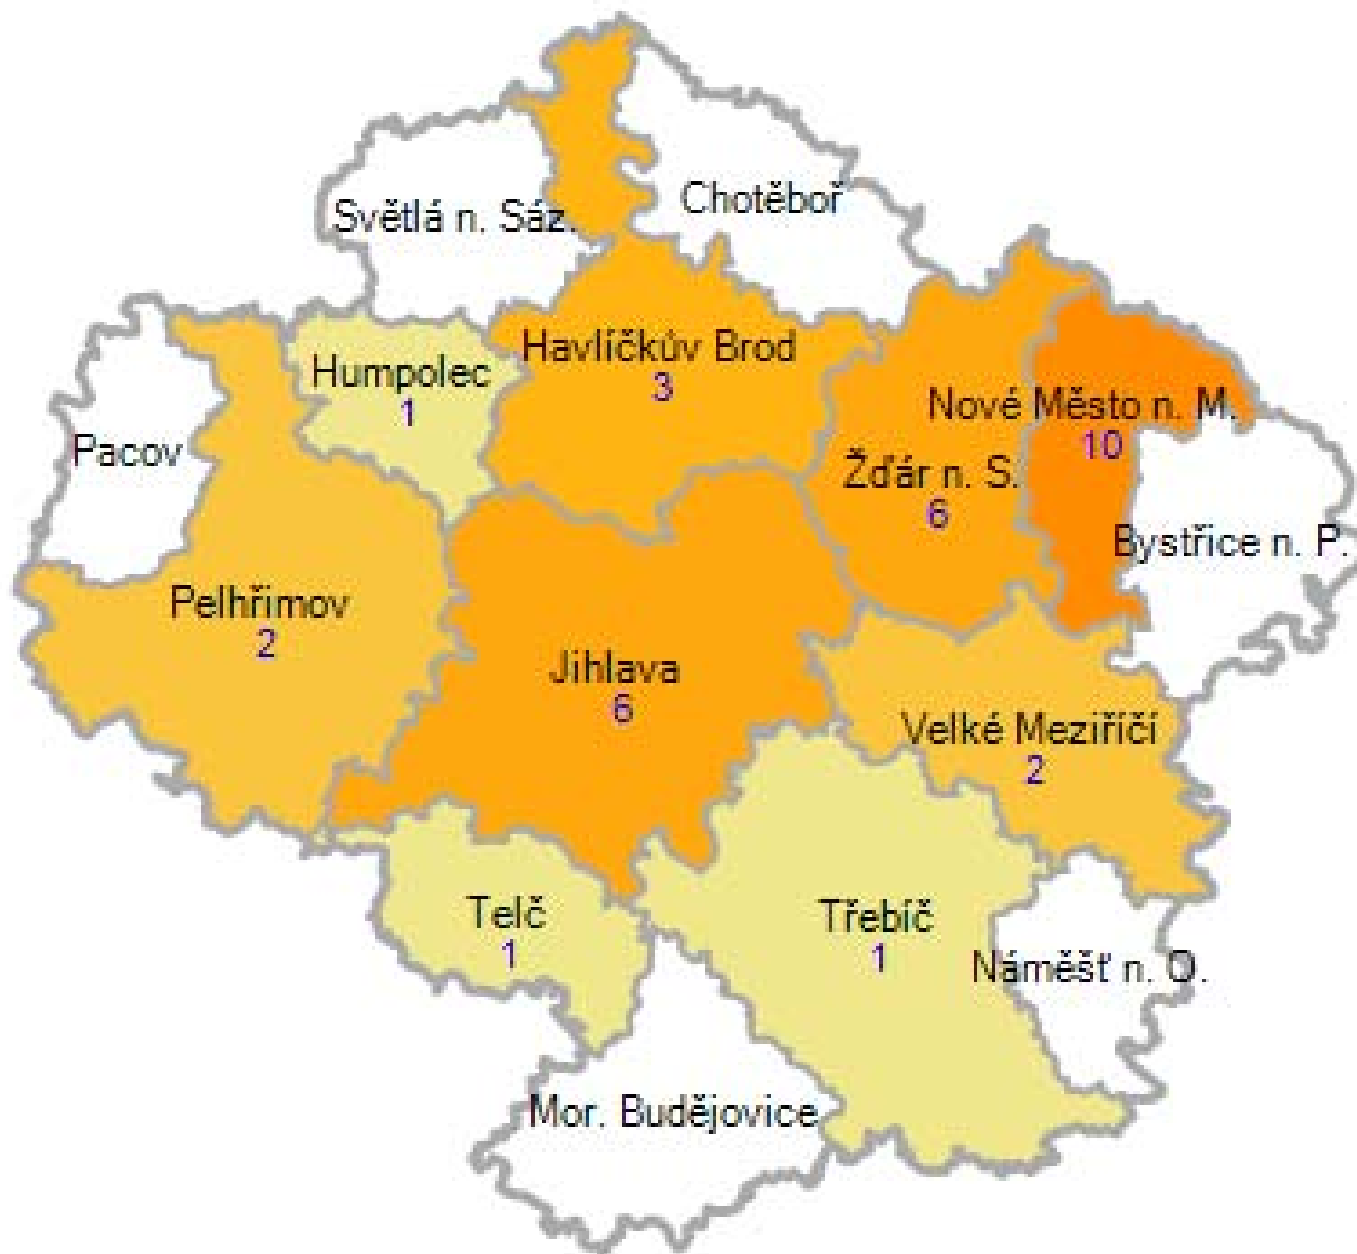 Chotěboř
Světlá n. Sáz.
Havlíčkův Brod
3
Humpolec
1
Nové Město n. M.
10
Pacov
Žďár n. S.
6
Bystřice n. P.
Pelhřimov
2
Jihlava
6
Velké Meziříčí
2
Telč
1
Třebíč
1
Náměšť n. O.
Mor. Budějovice